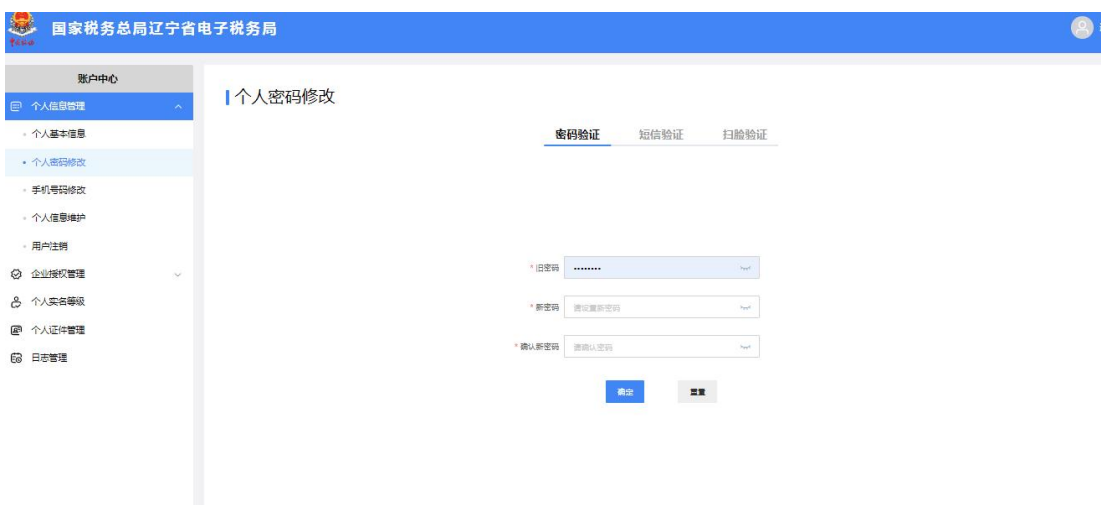 国家税务总局辽宁省电子税务局
账户中心
个人信息管理
个人基本信息
个人密码修改
手机号码修改
个人信息维护
用户注销
企业授权管理
个人实名等级
个人证件管理
日志管理
个人密码修改
密码验证 短信验证 扫脸验证
* 旧密码 ••••••••
* 新密码 请设置新密码
* 确认新密码 请确认密码
确定 重置